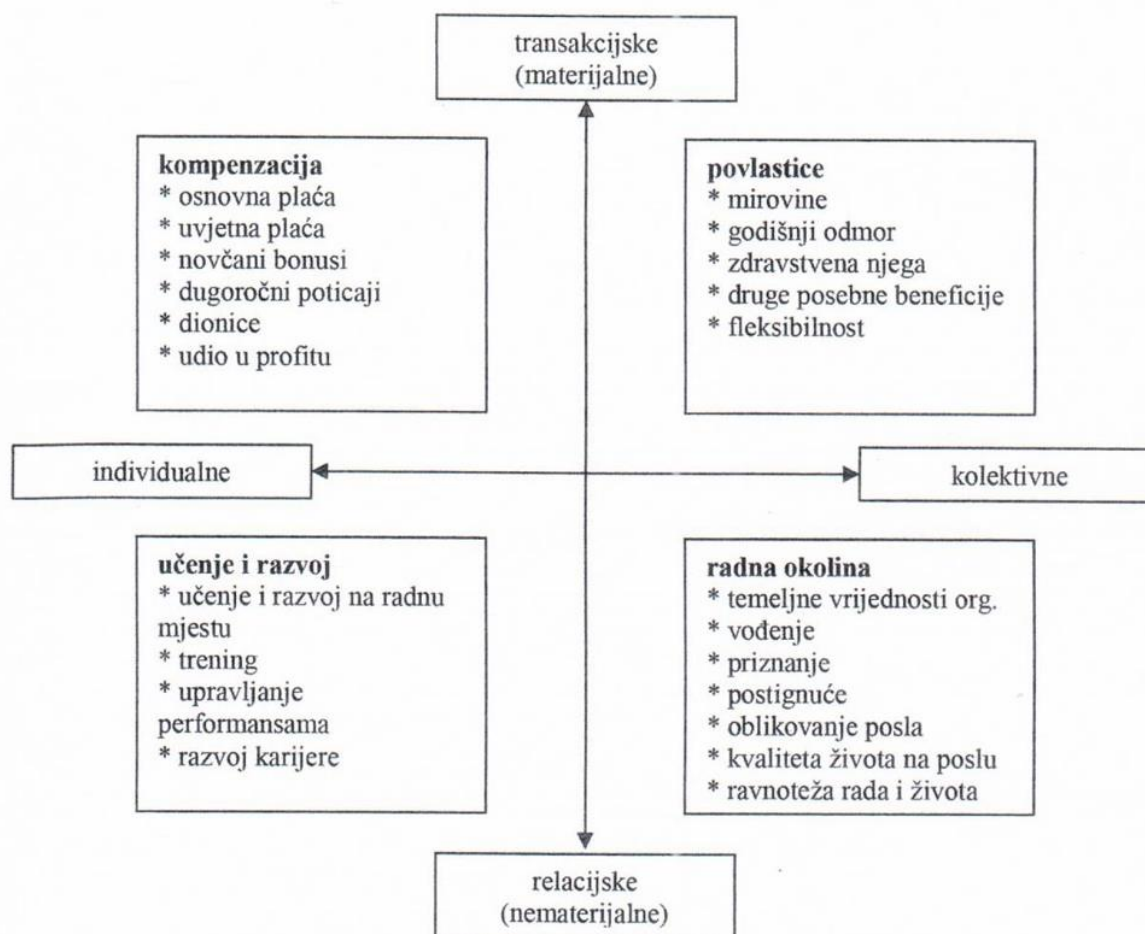 transakcijske
(materijalne)
kompenzacija
* osnovna plaća
* uvjetna plaća
* novčani bonusi
* dugoročni poticaji
* dionice
* udio u profitu
povlastice
* mirovine
* godišnji odmor
* zdravstvena njega
* druge posebne beneficije
* fleksibilnost
individualne
kolektivne
učenje i razvoj
* učenje i razvoj na radnu
mjestu
* trening
* upravljanje
performansama
* razvoj karijere
radna okolina
* temeljne vrijednosti org.
* vođenje
* priznanje
* postignuće
* oblikovanje posla
* kvaliteta života na poslu
* ravnoteža rada i života
relacijske
(nematerijalne)